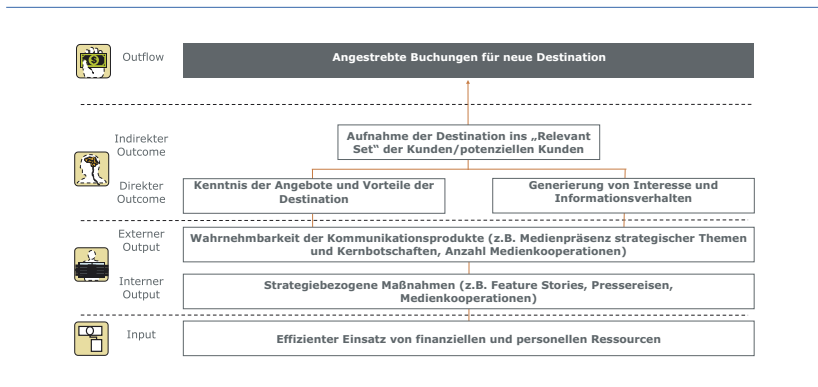 Outflow
Angestrebte Buchungen für neue Destination
Indirekter
Outcome
Aufnahme der Destination ins „Relevant
Set“ der Kunden/potenziellen Kunden
Direkter
Outcome
Kenntnis der Angebote und Vorteile der
Destination
Generierung von Interesse und
Informationsverhalten
Externer
Output
Wahrnehmbarkeit der Kommunikationsprodukte (z.B. Medienpräsenz strategischer Themen
und Kernbotschaften, Anzahl Medienkooperationen)
Interner
Output
Strategiebezogene Maßnahmen (z.B. Feature Stories, Pressereisen,
Medienkooperationen)
Input
Effizienter Einsatz von finanziellen und personellen Ressourcen